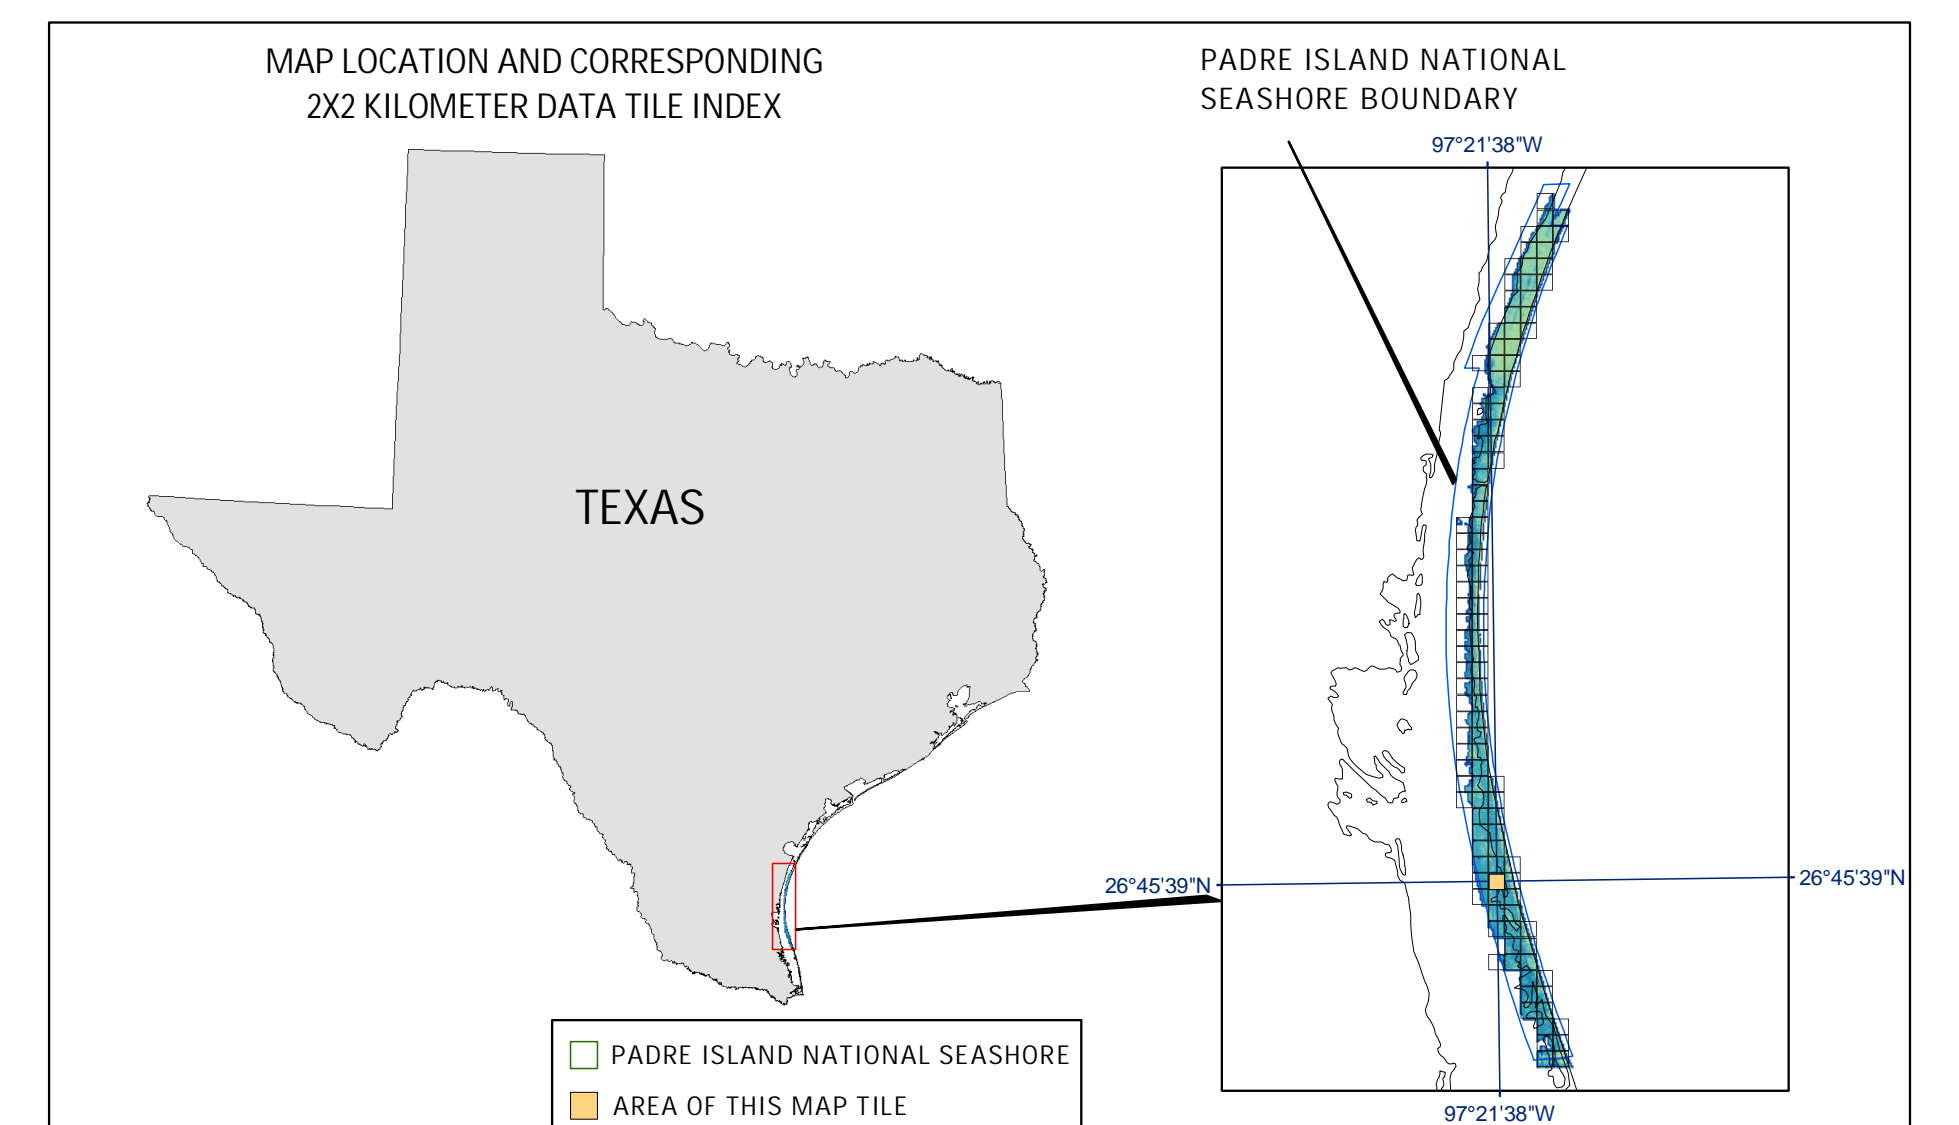 MAP LOCATION AND CORRESPONDING
2X2 KILOMETER DATA TILE INDEX
PADRE ISLAND NATIONAL
SEASHORE BOUNDARY
97°21'38"W
TEXAS
26°45'39"N
26°45'39"N
PADRE ISLAND NATIONAL SEASHORE
AREA OF THIS MAP TILE
97°21'38"W